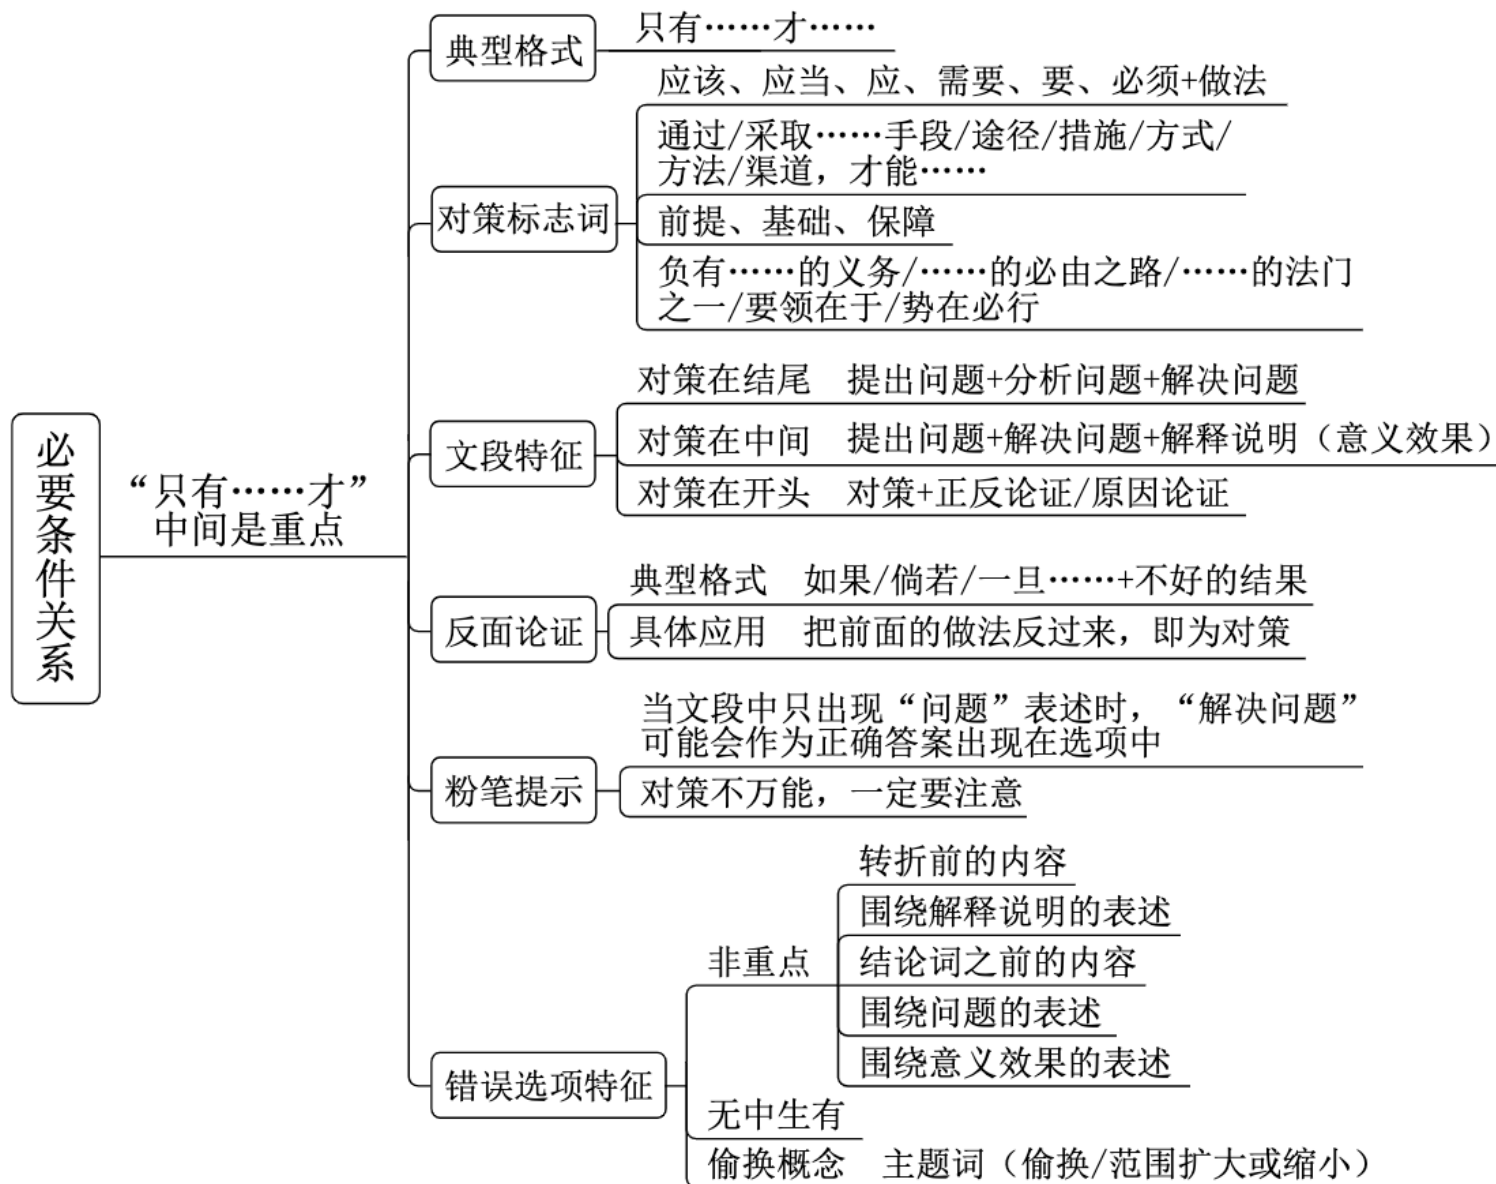 必要条件关系
“只有……才”
中间是重点
典型格式
只有……才……
对策标志词
应该、应当、应、需要、要、必须+做法
通过/采取……手段/途径/措施/方式/
方法/渠道，才能……
前提、基础、保障
负有……的义务/……的必由之路/……的法门
之一/要领在于/势在必行
文段特征
对策在结尾 提出问题+分析问题+解决问题
对策在中间 提出问题+解决问题+解释说明（意义效果）
对策在开头 对策+正反论证/原因论证
反面论证
典型格式 如果/倘若/一旦……+不好的结果
具体应用 把前面的做法反过来，即为对策
粉笔提示
当文段中只出现“问题”表述时，“解决问题”
可能会作为正确答案出现在选项中
对策不万能，一定要注意
错误选项特征
非重点
转折前的内容
围绕解释说明的表述
结论词之前的内容
围绕问题的表述
围绕意义效果的表述
无中生有
偷换概念 主题词（偷换/范围扩大或缩小）